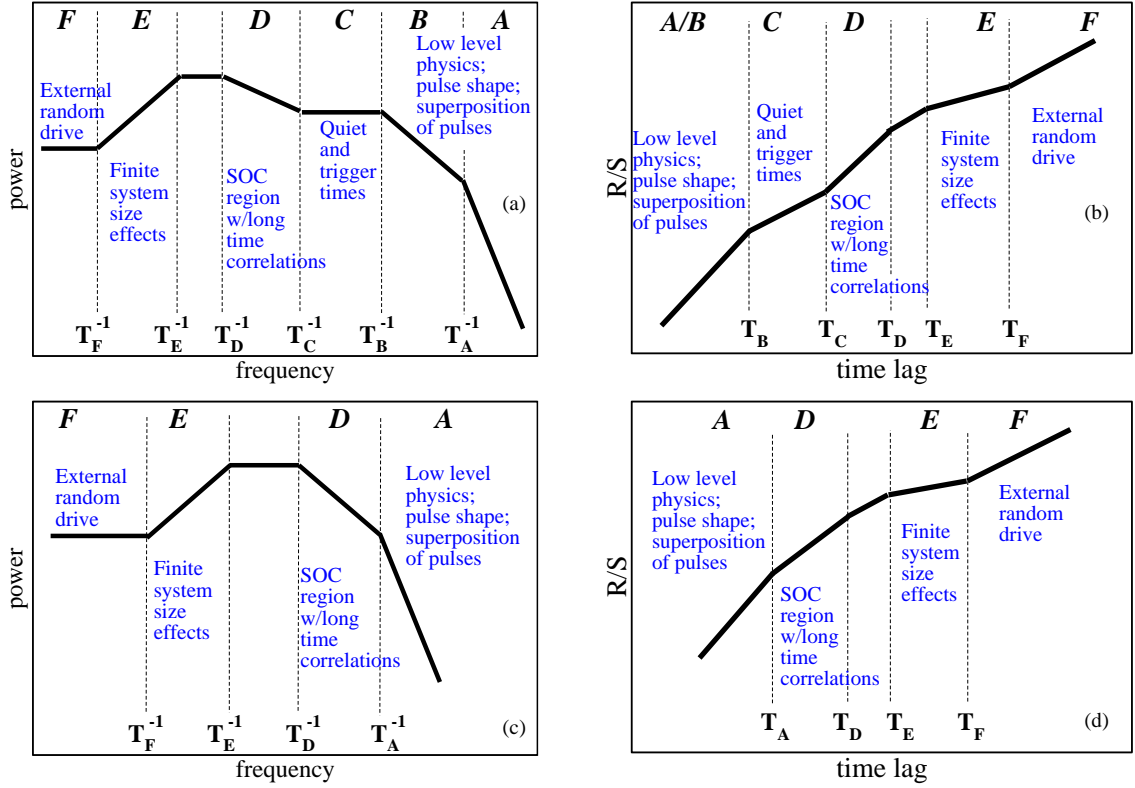 F E D C B A
Low level
physics;
pulse shape;
superposition
of pulses
External
random
drive
Quiet
and
trigger
times
Finite
system
size
effects
SOC
region
w/long
time
correlations
(a)
power
T_F^-1 T_E^-1 T_D^-1 T_C^-1 T_B^-1 T_A^-1
frequency
A/B C D E F
Low level
physics;
pulse shape;
superposition
of pulses
Quiet
and
trigger
times
SOC
region
w/long
time
correlations
Finite
system
size
effects
External
random
drive
(b)
R/S
T_B T_C T_D T_E T_F
time lag
F E D A
External
random
drive
Low level
physics;
pulse shape;
superposition
of pulses
Finite
system
size
effects
SOC
region
w/long
time
correlations
(c)
power
T_F^-1 T_E^-1 T_D^-1 T_A^-1
frequency
A D E F
Low level
physics;
pulse shape;
superposition
of pulses
SOC
region
w/long
time
correlations
Finite
system
size
effects
External
random
drive
(d)
R/S
T_A T_D T_E T_F
time lag